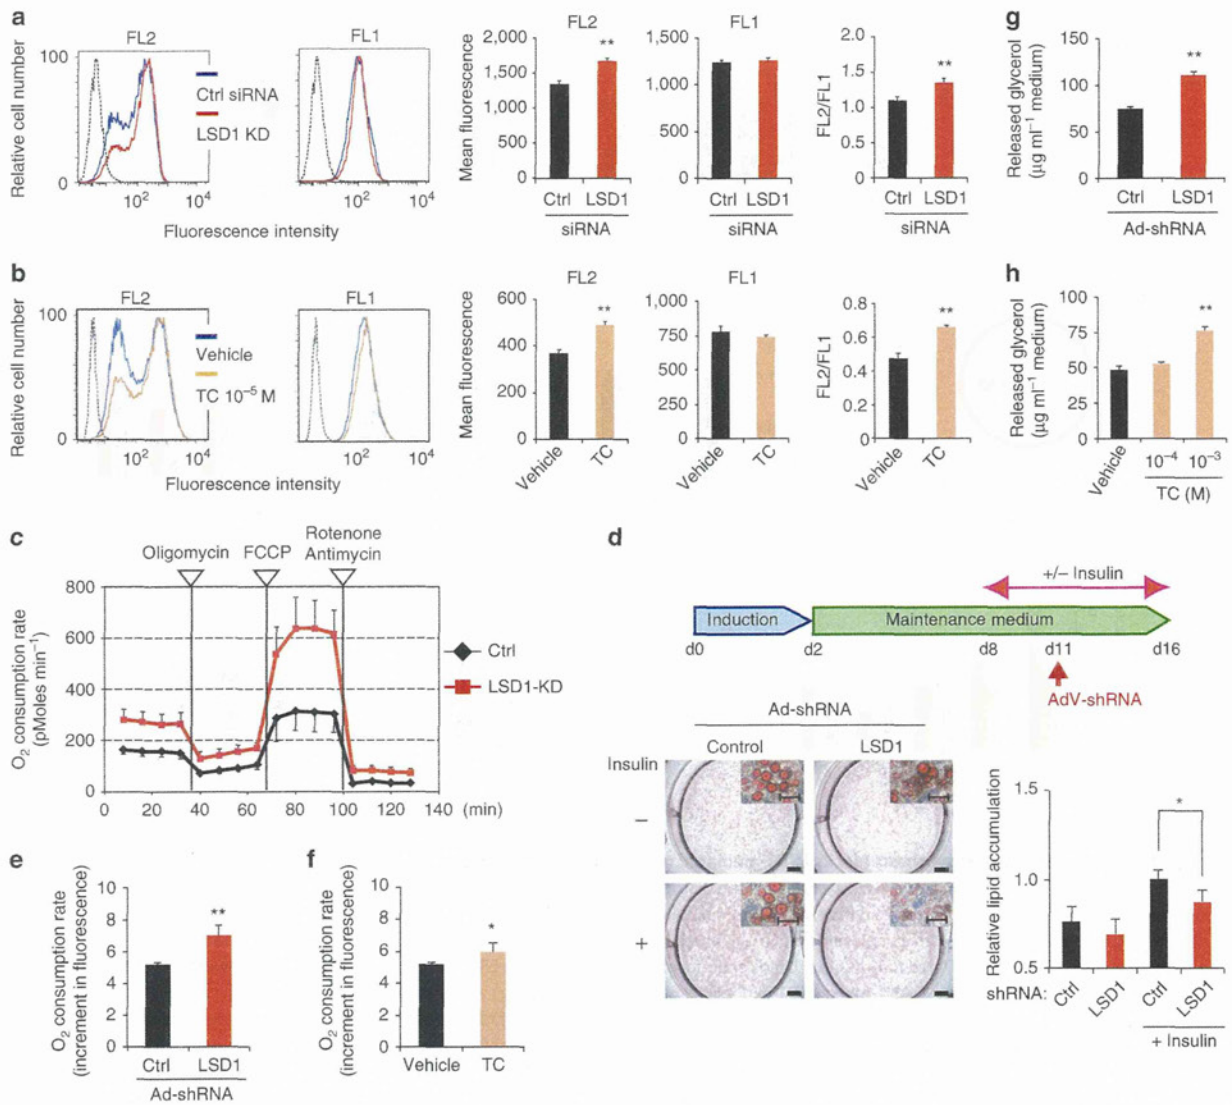 a
FL2
Relative cell number
100
0
10² 10⁴
Ctrl siRNA
LSD1 KD
FL1
10² 10⁴
Fluorescence intensity
FL2
Mean fluorescence
2,000
1,500
1,000
500
0
Ctrl LSD1
siRNA
FL1
1,500
1,000
500
0
Ctrl LSD1
siRNA
FL2/FL1
2.0
1.5
1.0
0.5
0
**
**
Ctrl LSD1
siRNA
g
Released glycerol
(µg ml⁻¹ medium)
150
100
50
0
**
Ctrl LSD1
Ad-shRNA
b
FL2
Relative cell number
100
0
10² 10⁴
Vehicle
TC 10⁻⁵ M
FL1
10² 10⁴
Fluorescence intensity
FL2
Mean fluorescence
600
400
200
0
**
Vehicle TC
FL1
1,000
750
500
250
0
Vehicle TC
FL2/FL1
0.8
0.6
0.4
0.2
0
**
Vehicle TC
h
Released glycerol
(µg ml⁻¹ medium)
100
75
50
25
0
**
Vehicle
10⁻⁴ 10⁻³
TC (M)
c
Oligomycin FCCP Rotenone
Antimycin
O₂ consumption rate
(pMoles min⁻¹)
800
600
400
200
0
0 20 40 60 80 100 120 140 (min)
Ctrl
LSD1-KD
d
+/− Insulin
Induction
Maintenance medium
d0 d2 d8 d11 d16
AdV-shRNA
Ad-shRNA
Control LSD1
Insulin
−
+
Relative lipid accumulation
1.5
1.0
0.5
*
shRNA: Ctrl LSD1 Ctrl LSD1
+ Insulin
e
O₂ consumption rate
(increment in fluorescence)
10
8
6
4
2
0
**
Ctrl LSD1
Ad-shRNA
f
O₂ consumption rate
(increment in fluorescence)
10
8
6
4
2
0
*
Vehicle TC